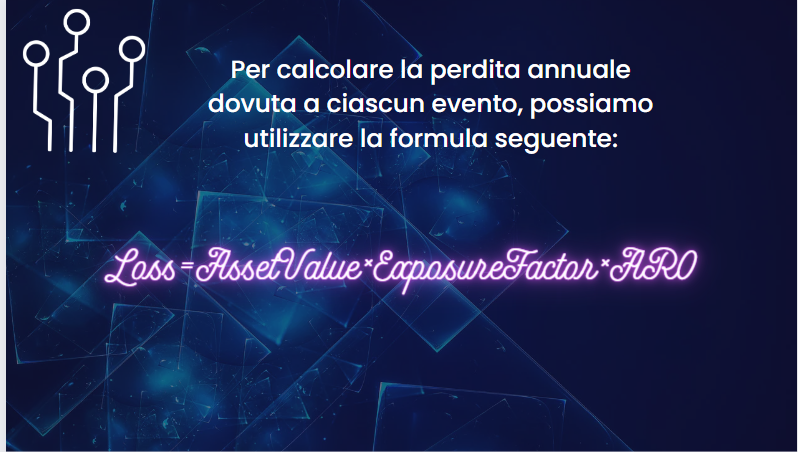 Per calcolare la perdita annuale
dovuta a ciascun evento, possiamo
utilizzare la formula seguente:
Loss=AssetValue×ExposureFactor×ARO